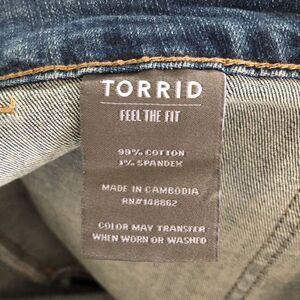 TORRID
FEEL THE FIT
99% COTTON
1% SPANDEX
MADE IN CAMBODIA
RN#148862
COLOR MAY TRANSFER
WHEN WORN OR WASHED